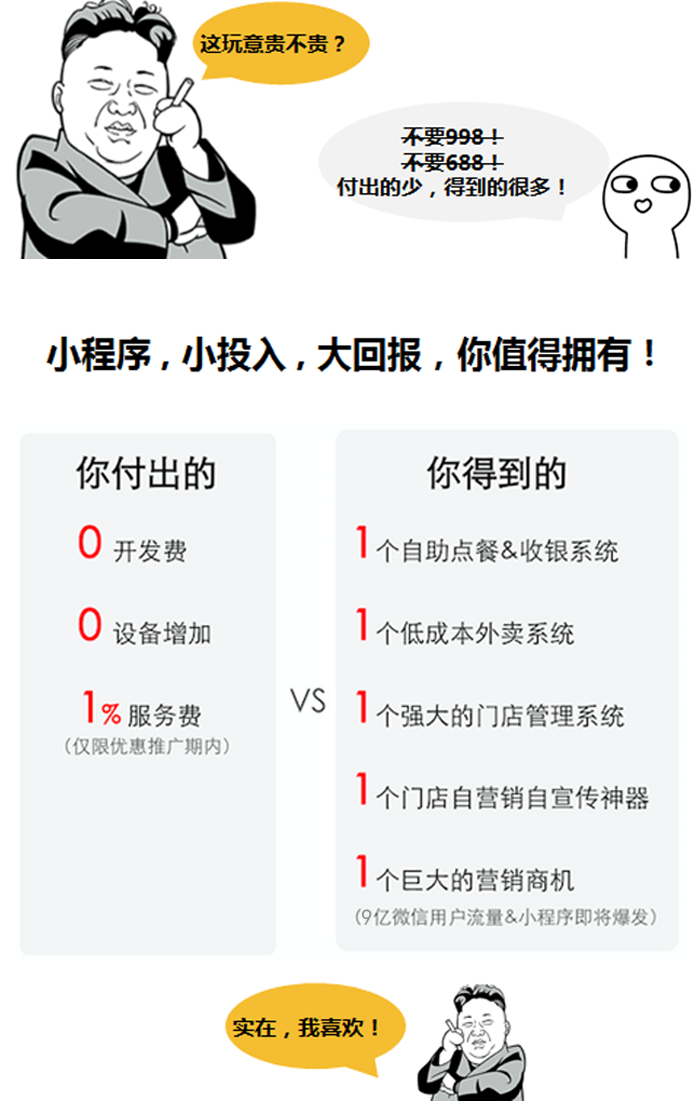 这玩意贵不贵？
不要998！
不要688！
付出的少，得到的很多！
小程序，小投入，大回报，你值得拥有！
你付出的
0 开发费
0 设备增加
1% 服务费
（仅限优惠推广期内）
VS
你得到的
1个自助点餐&收银系统
1个低成本外卖系统
1个强大的门店管理系统
1个门店自营销自宣传神器
1个巨大的营销商机
（9亿微信用户流量&小程序即将爆发）
实在，我喜欢！